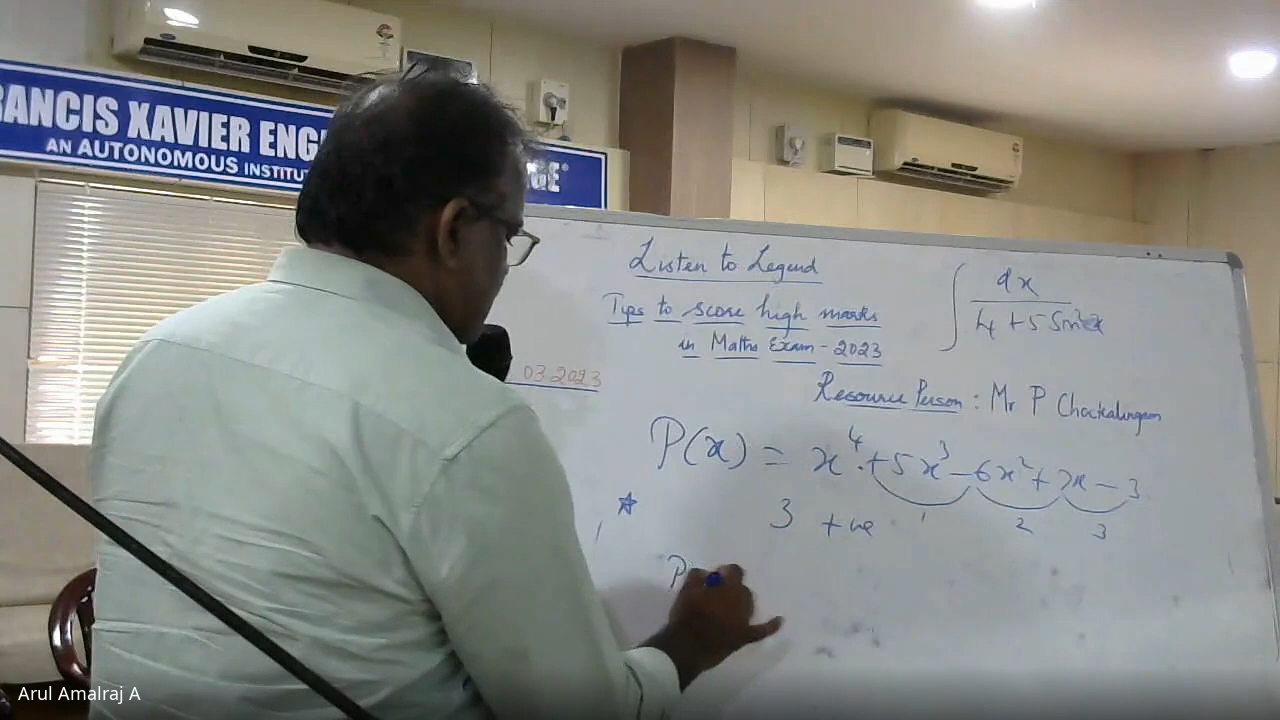 RANCIS XAVIER ENG GE
AN AUTONOMOUS INSTITU
Listen to Legend
Tips to score high marks
in Maths Exam - 2023
03.2023
∫ dx
4 + 5 Sin²x
Resource Person : Mr P Chockalingam
P(x) = x⁴ + 5x³ - 6x² + 7x - 3
3 +ve 1 2 3
P
Arul Amalraj A